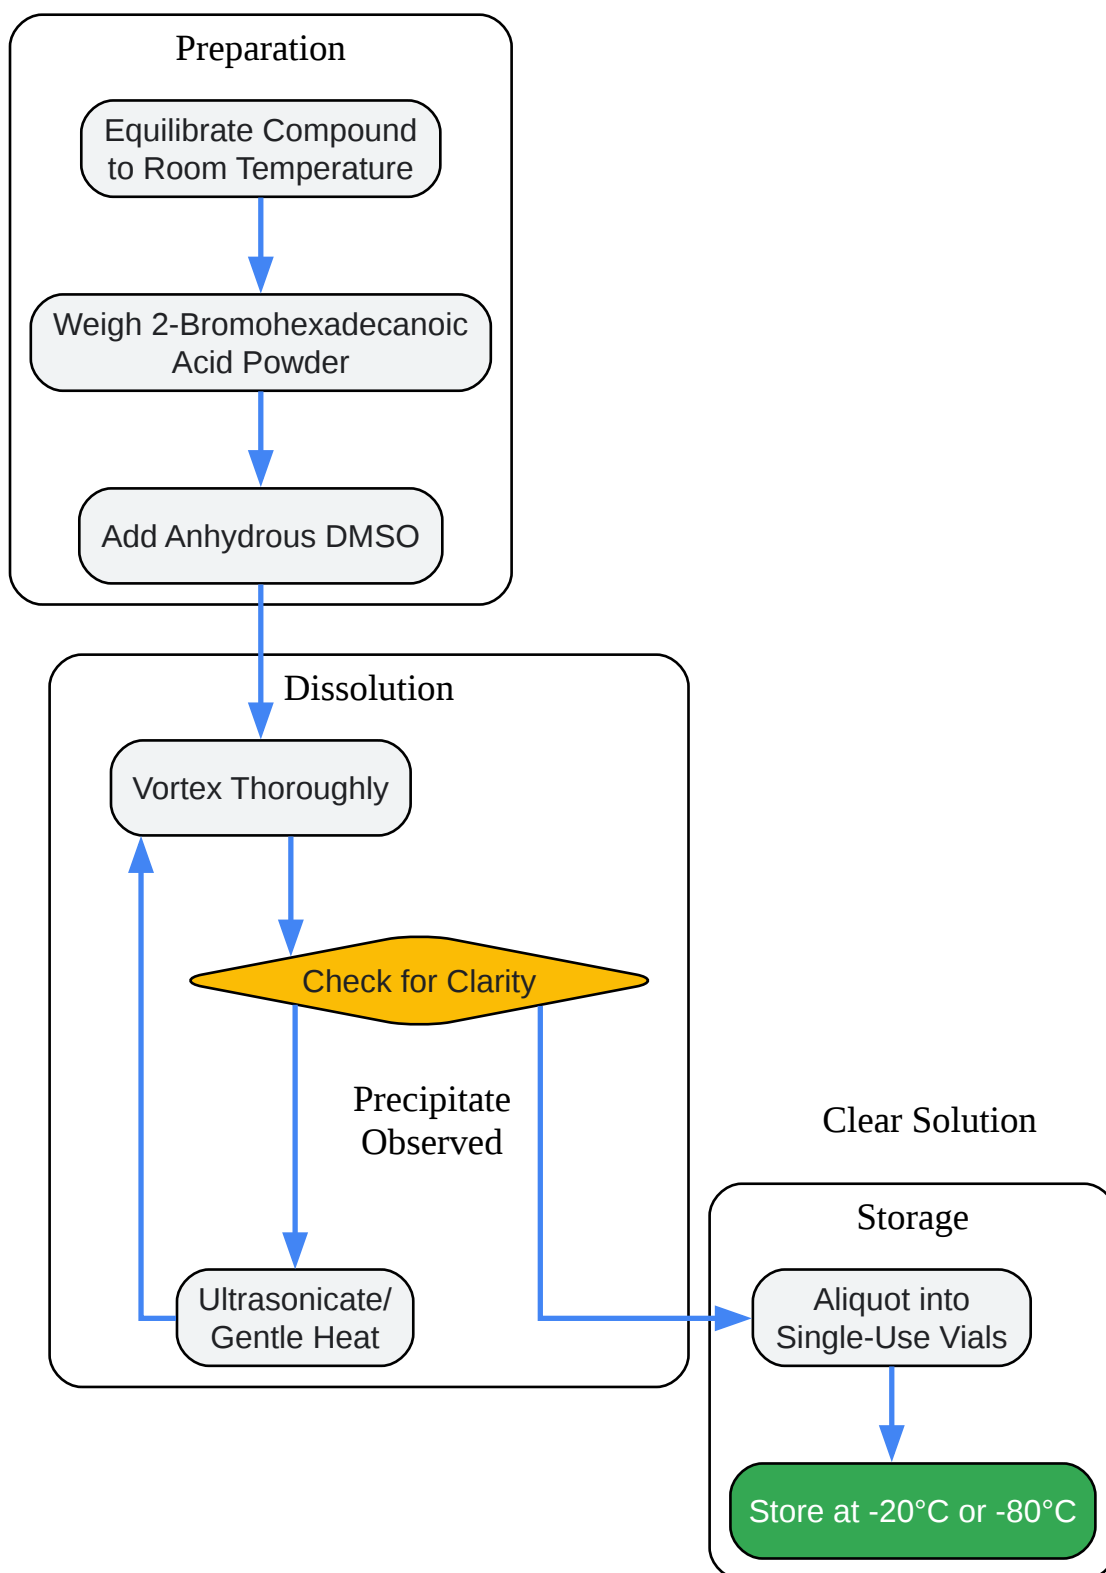 Preparation
Equilibrate Compound
to Room Temperature
Weigh 2-Bromohexadecanoic
Acid Powder
Add Anhydrous DMSO
Dissolution
Vortex Thoroughly
Check for Clarity
Precipitate
Observed
Clear Solution
Ultrasonicate/
Gentle Heat
Storage
Aliquot into
Single-Use Vials
Store at -20°C or -80°C